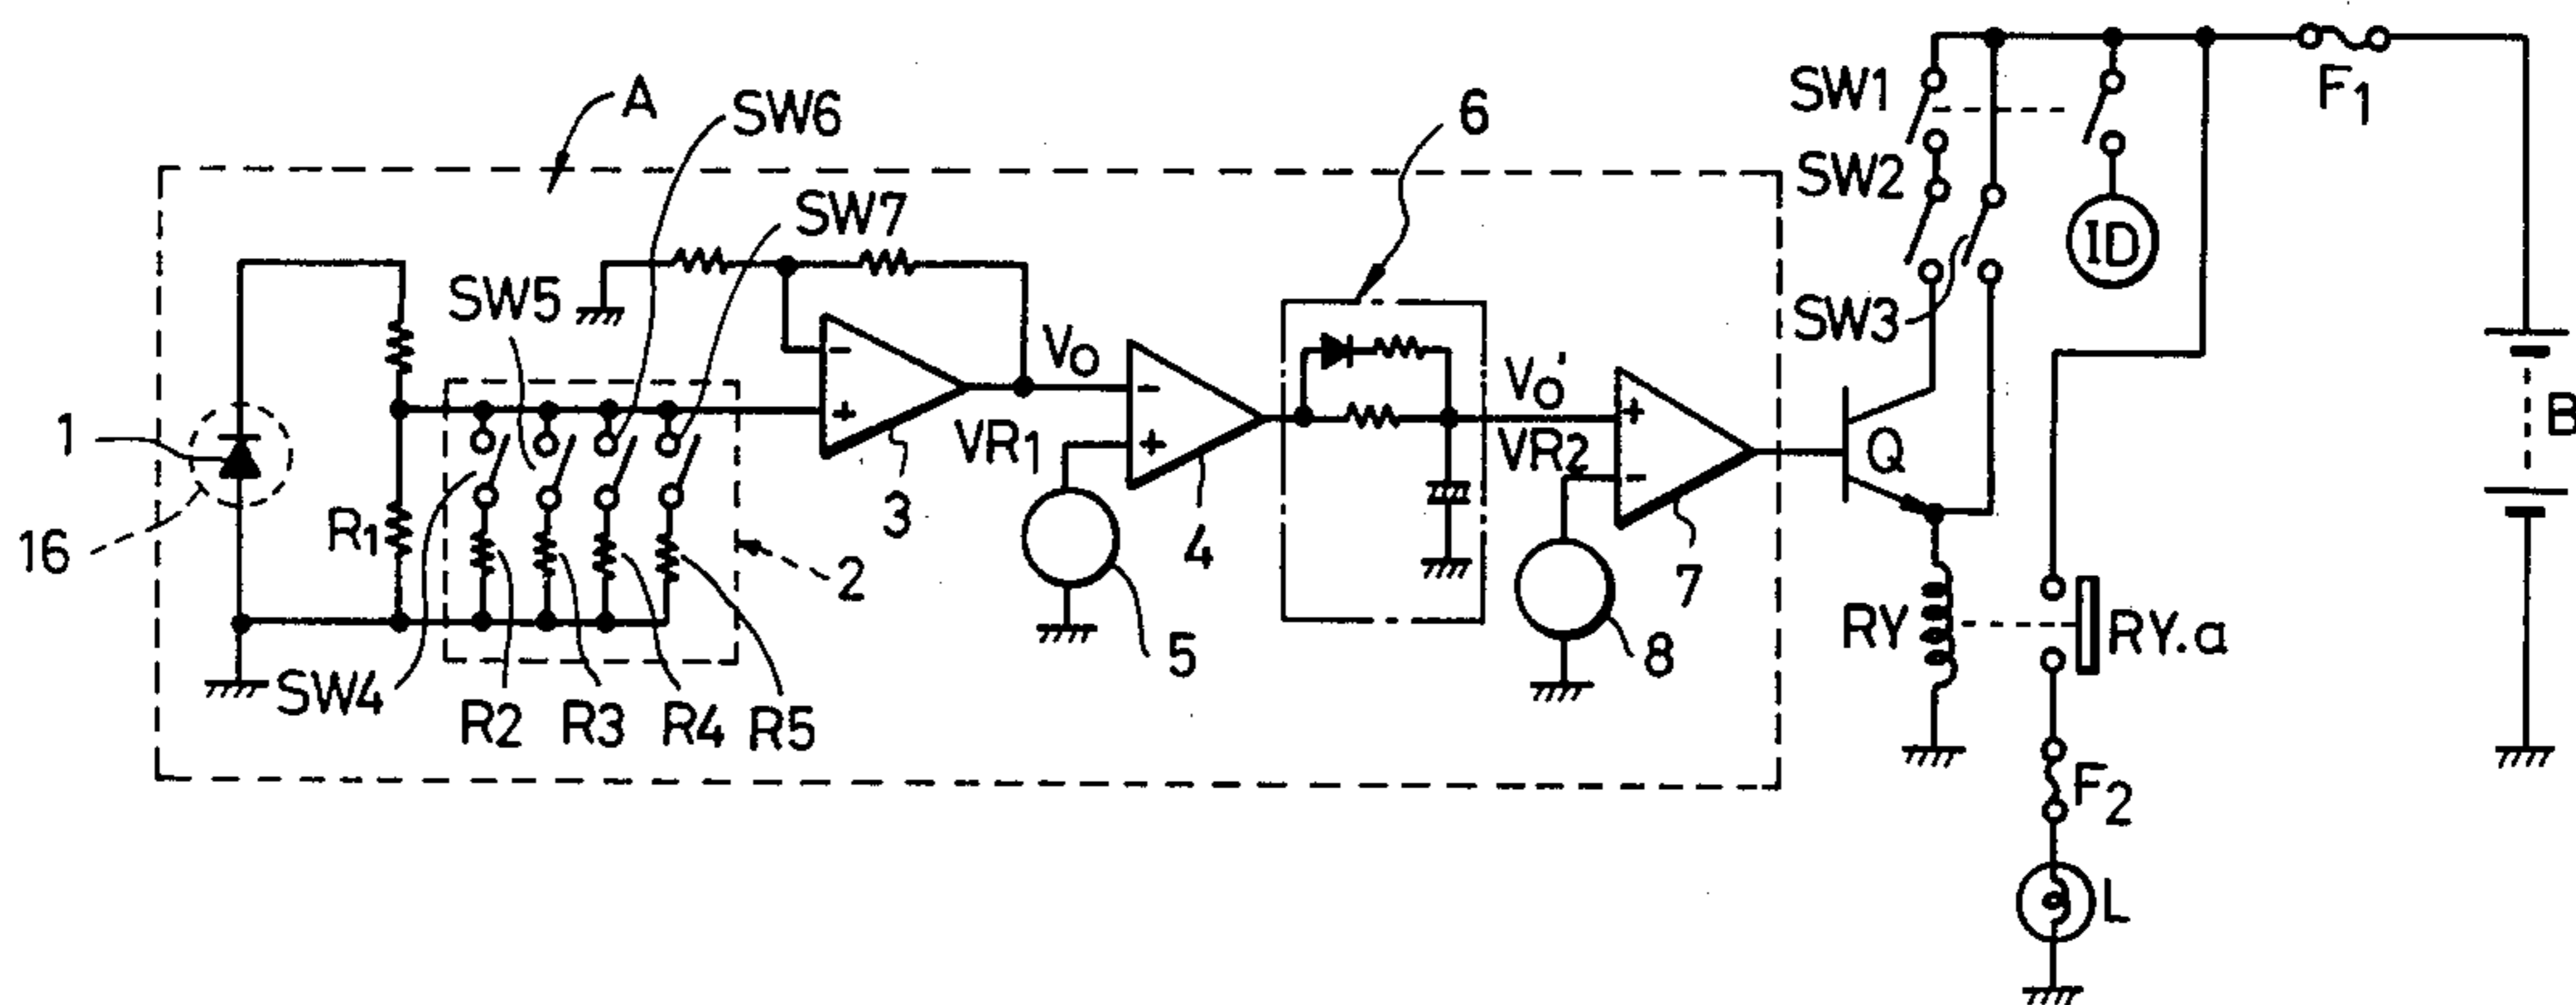 A
SW6
SW7
SW5
SW4
1
16
R1
R2
R3
R4
R5
2
-
+
3
VO
VR1
-
+
4
5
6
VO'
VR2
+
-
7
8
SW1
SW2
SW3
ID
F1
Q
RY
RY.a
F2
L
B